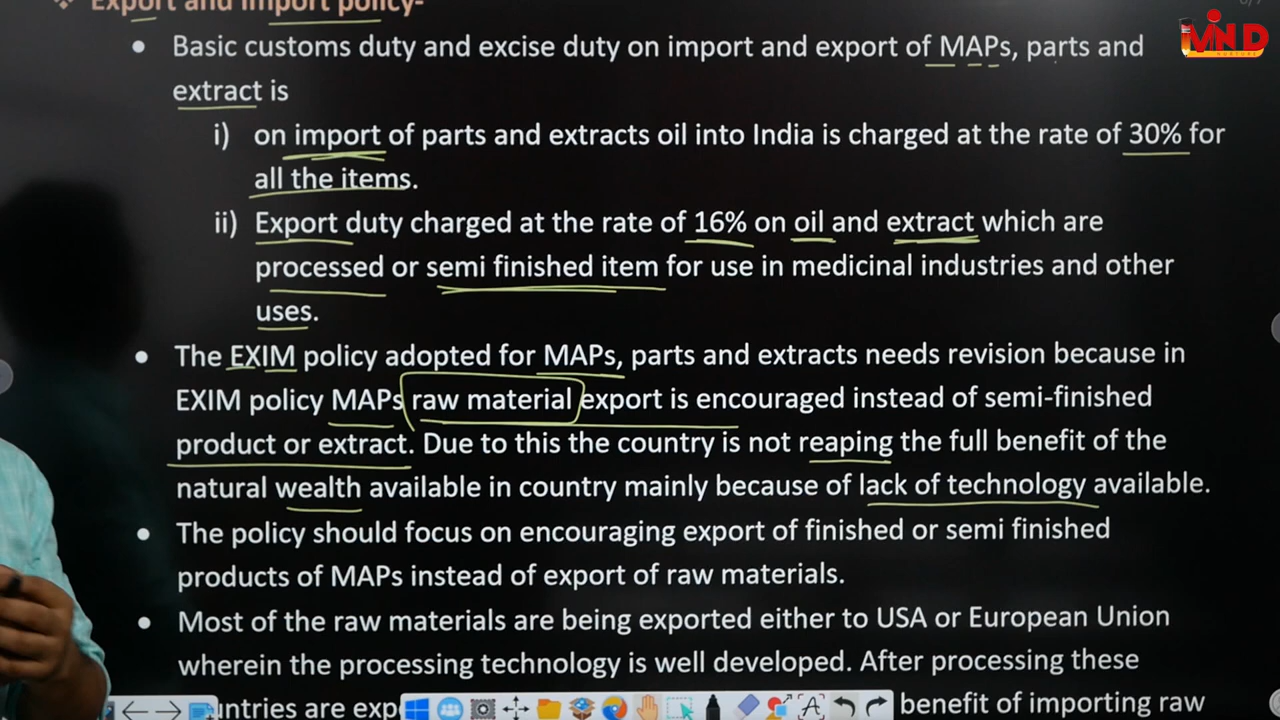 Export and import policy-
• Basic customs duty and excise duty on import and export of MAPs, parts and
extract is
i) on import of parts and extracts oil into India is charged at the rate of 30% for
all the items.
ii) Export duty charged at the rate of 16% on oil and extract which are
processed or semi finished item for use in medicinal industries and other
uses.
• The EXIM policy adopted for MAPs, parts and extracts needs revision because in
EXIM policy MAPs raw material export is encouraged instead of semi-finished
product or extract. Due to this the country is not reaping the full benefit of the
natural wealth available in country mainly because of lack of technology available.
• The policy should focus on encouraging export of finished or semi finished
products of MAPs instead of export of raw materials.
• Most of the raw materials are being exported either to USA or European Union
wherein the processing technology is well developed. After processing these
untries are exp benefit of importing raw
MIND